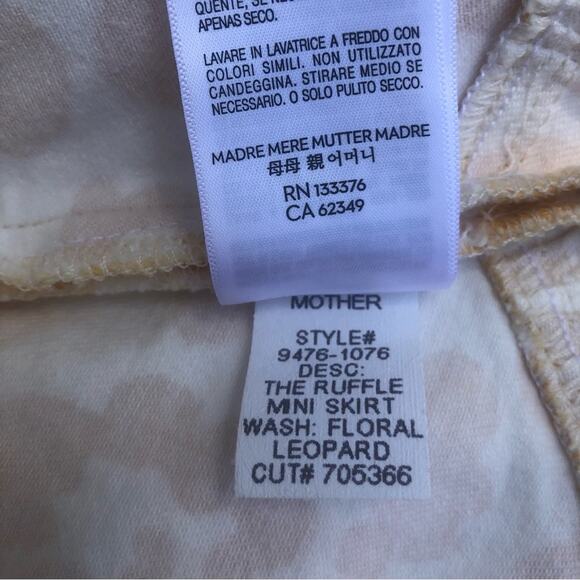 QUENTE, SE NE
APENAS SECO.
LAVARE IN LAVATRICE A FREDDO CON
COLORI SIMILI. NON UTILIZZATO
CANDEGGINA. STIRARE MEDIO SE
NECESSARIO. O SOLO PULITO SECCO.
MADRE MERE MUTTER MADRE
母母 親 어머니
RN 133376
CA 62349
MOTHER
STYLE#
9476-1076
DESC:
THE RUFFLE
MINI SKIRT
WASH: FLORAL
LEOPARD
CUT# 705366